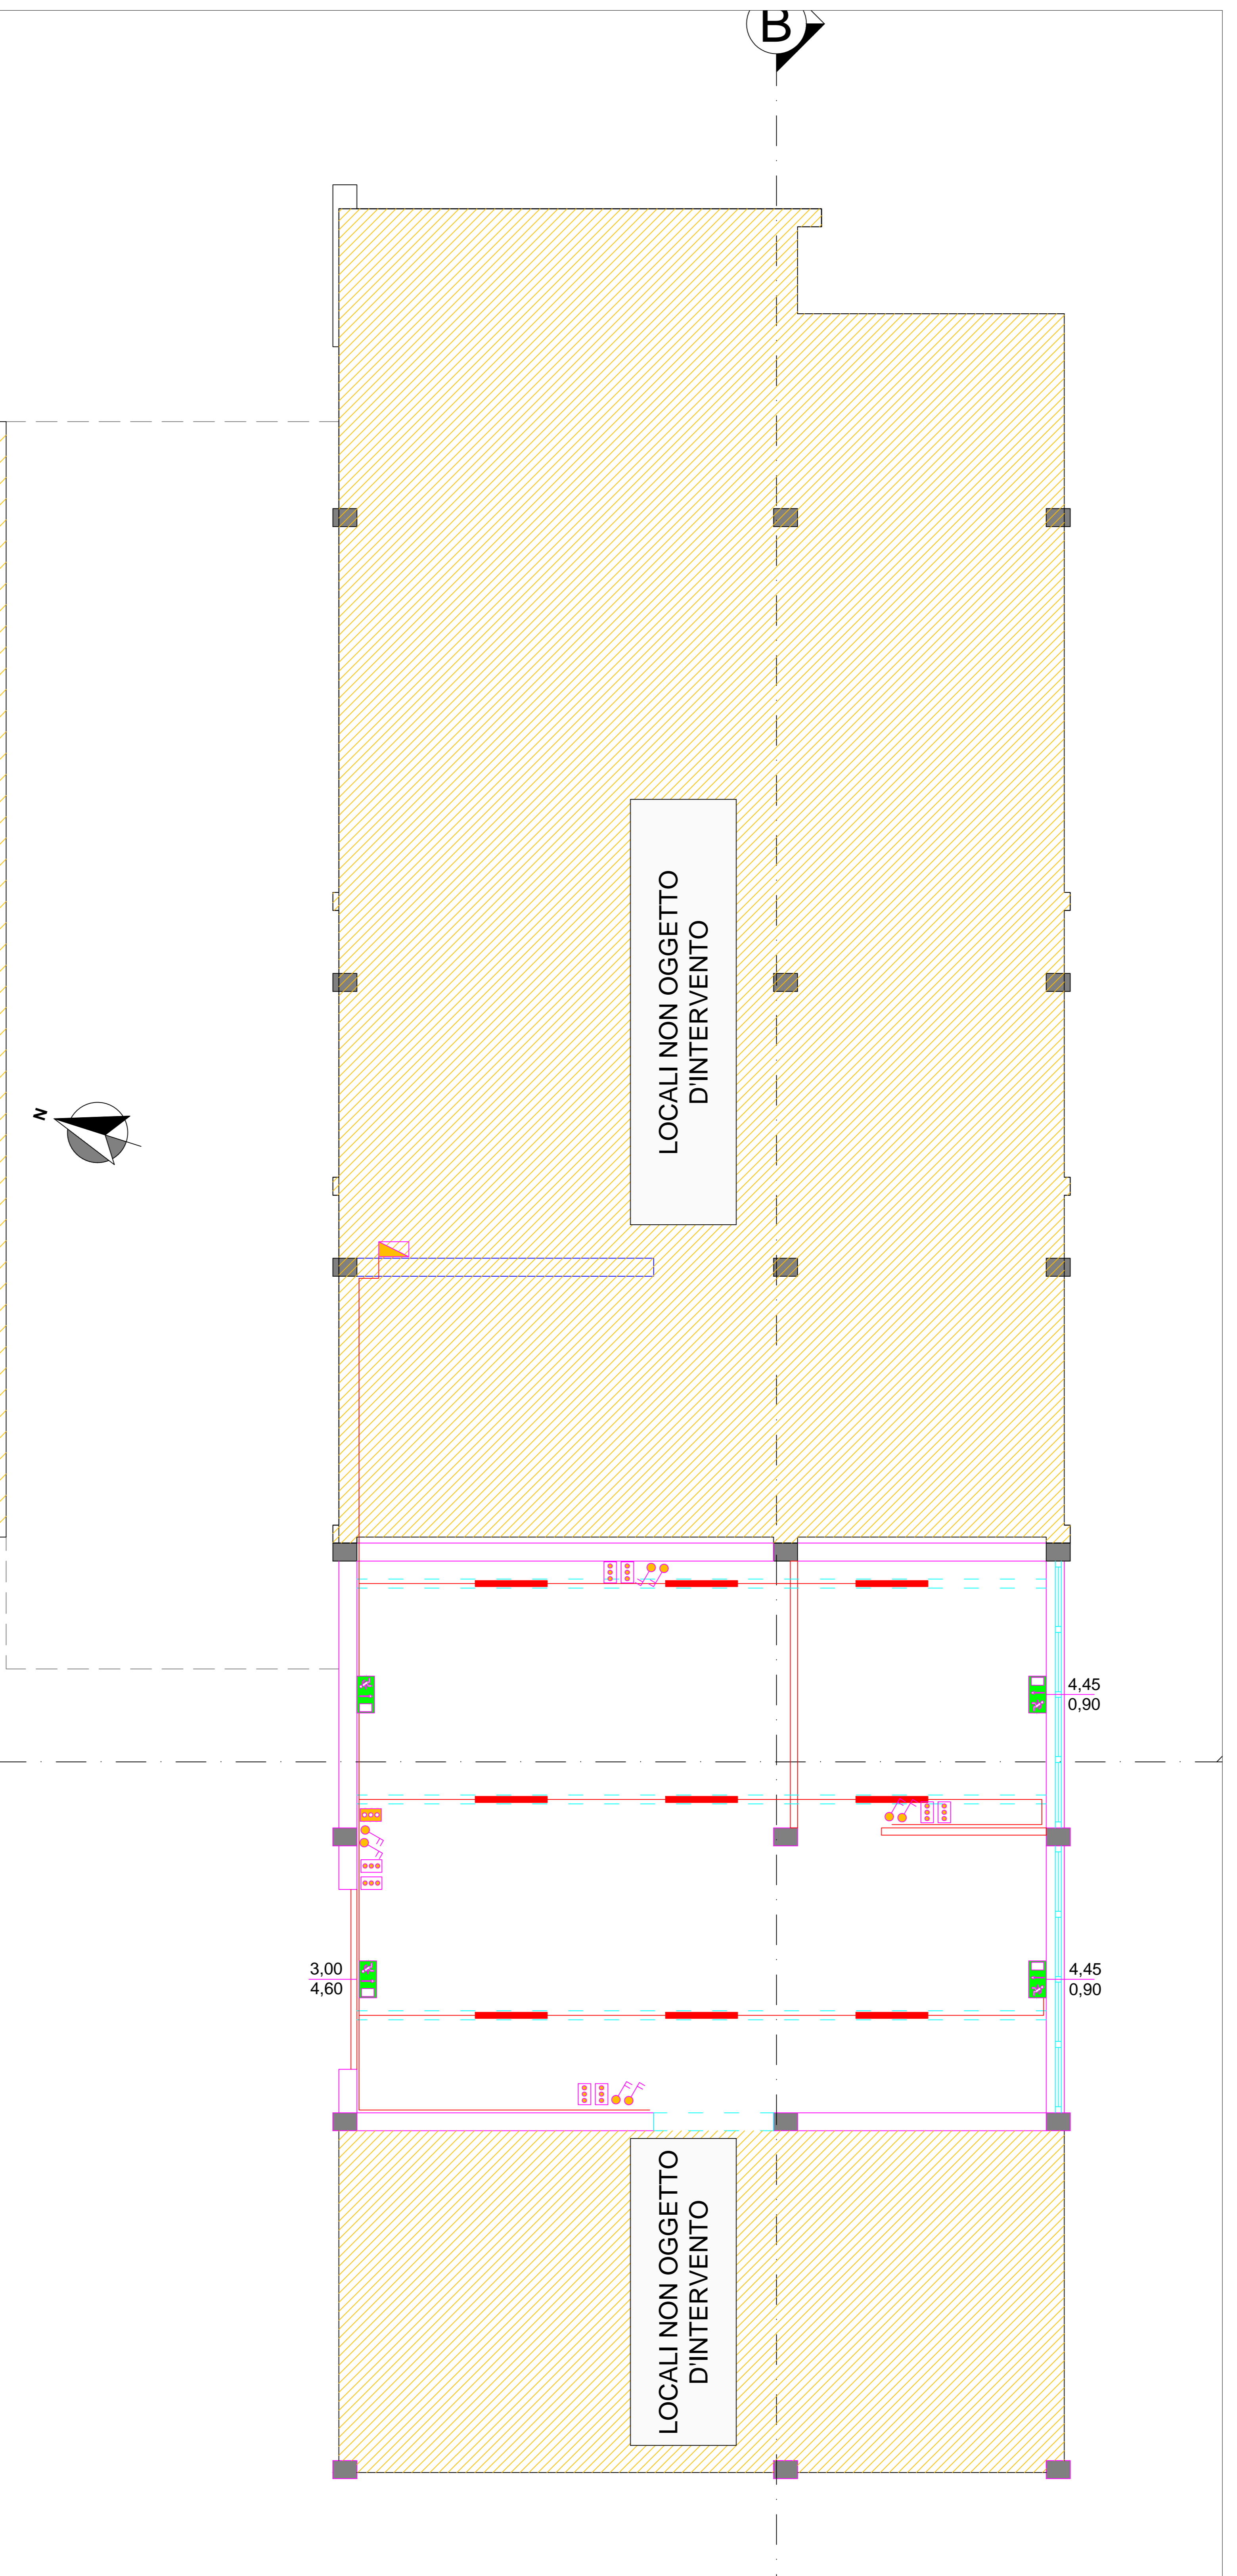 B
LOCALI NON OGGETTO
D'INTERVENTO
N
4,45
0,90
3,00
4,60
4,45
0,90
LOCALI NON OGGETTO
D'INTERVENTO